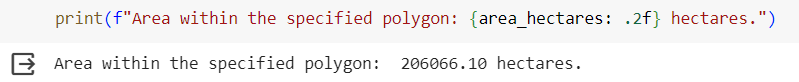 print(f"Area within the specified polygon: {area_hectares: .2f} hectares.")
Area within the specified polygon:  206066.10 hectares.